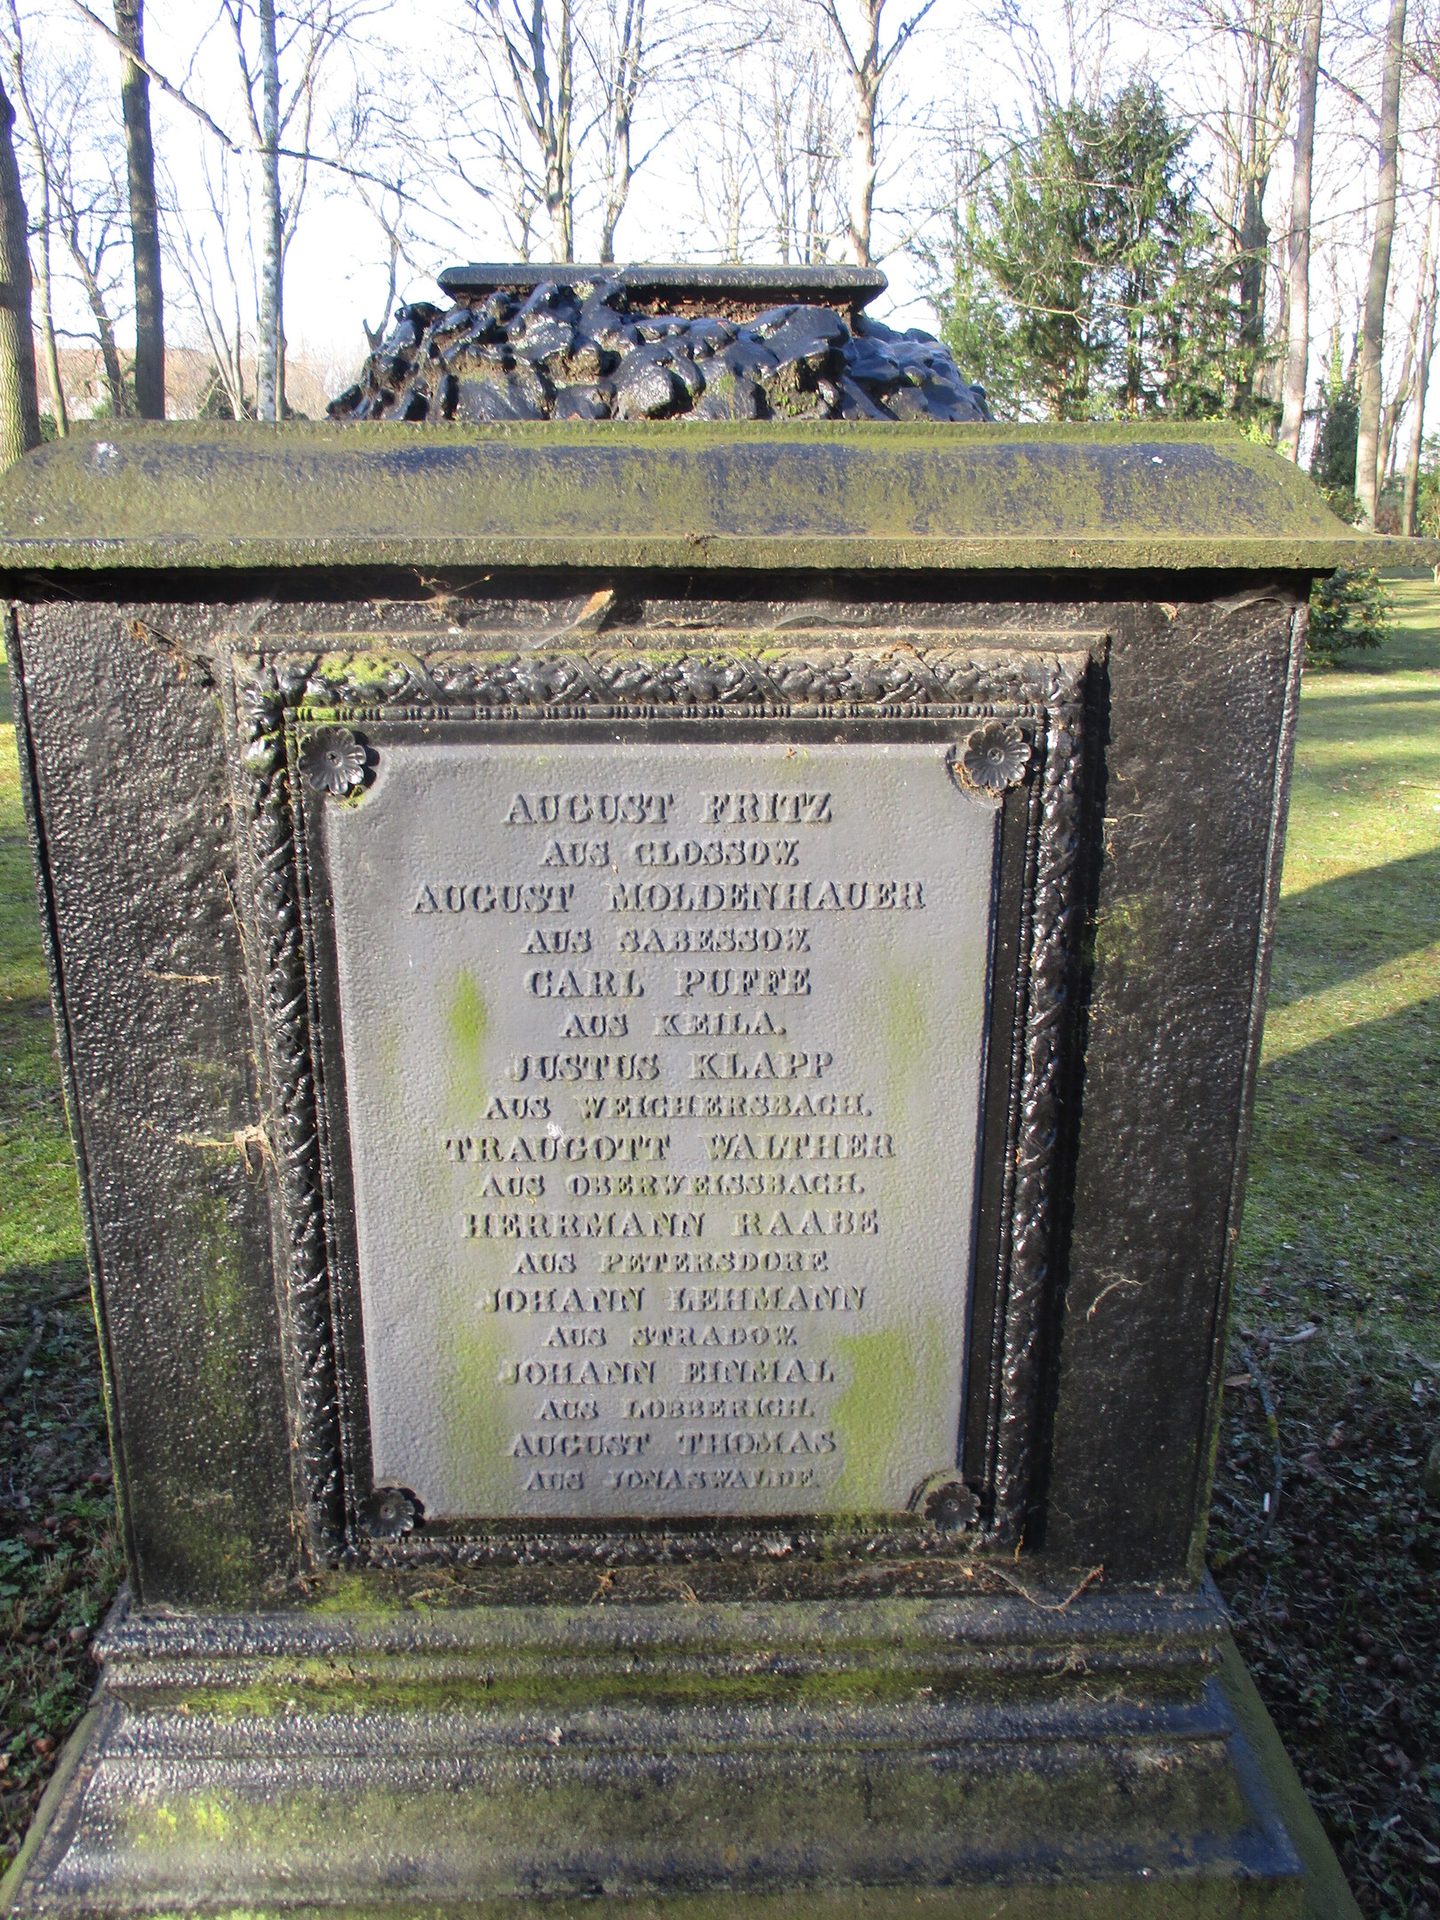 AUGUST FRITZ
AUS GLOSSOW
AUGUST MOLDENHAUER
AUS SABESSOW
CARL PUFFE
AUS KEILA.
JUSTUS KLAPP
AUS WEICHERSBACH.
TRAUGOTT WALTHER
AUS OBERWEISSBACH.
HERRMANN RAABE
AUS PETERSDORF
JOHANN LEHMANN
AUS STRADOW
JOHANN EINMAL
AUS LOBBERICH.
AUGUST THOMAS
AUS JONASWALDE.